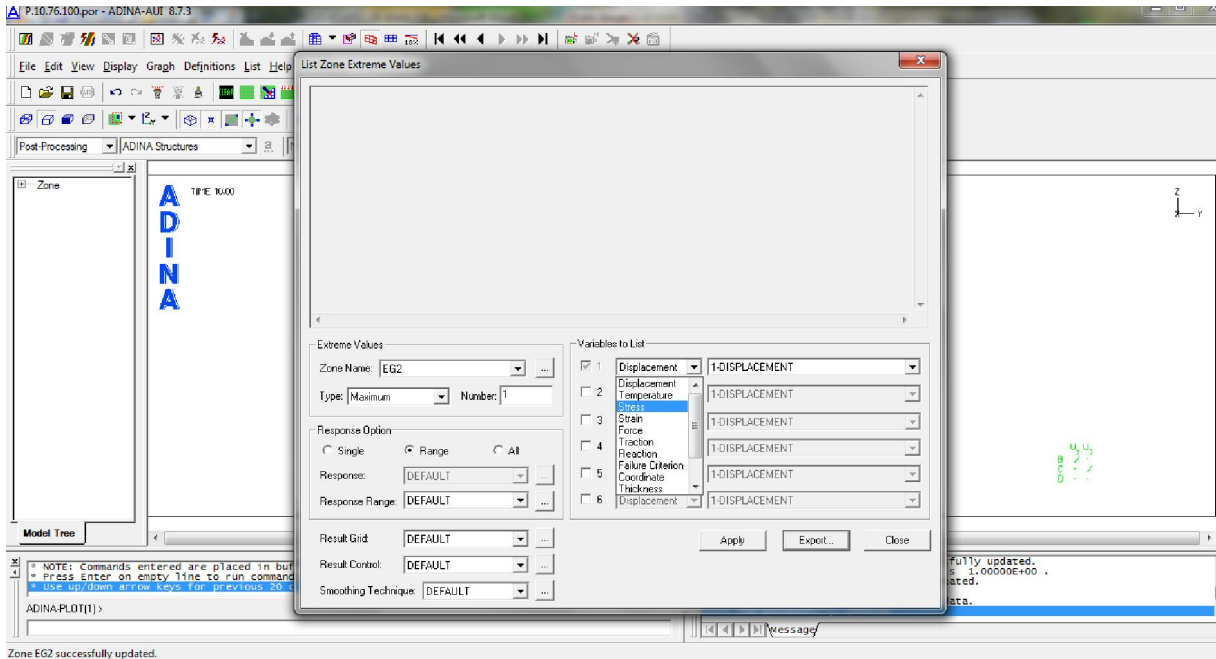 P.10.76.100.por - ADINA-AUI 8.7.3
File Edit View Display Graph Definitions List Help
List Zone Extreme Values
CLEAR
Post-Processing
ADINA Structures
Zone
ADINA
TIME 10.00
Z
Y
Extreme Values
Zone Name: EG2 ...
Type: Maximum Number: 1
Response Option
Single Range All
Response: DEFAULT ...
Response Range: DEFAULT ...
Result Grid: DEFAULT ...
Result Control: DEFAULT ...
Smoothing Technique: DEFAULT ...
Variables to List
1 Displacement 1-DISPLACEMENT
2 1-DISPLACEMENT
3 1-DISPLACEMENT
4 1-DISPLACEMENT
5 1-DISPLACEMENT
6 Displacement 1-DISPLACEMENT
Displacement
Temperature
Stress
Strain
Force
Traction
Reaction
Failure Criterion
Coordinate
Thickness
Apply Export... Close
U2 U3
B
C
D
Model Tree
* NOTE: Commands entered are placed in buf
* Press Enter on empty line to run command
* Use up/down arrow keys for previous 20 c
ADINA-PLOT(1) >
fully updated.
s 1.00000E+00 .
ated.
ata.
Message
Zone EG2 successfully updated.